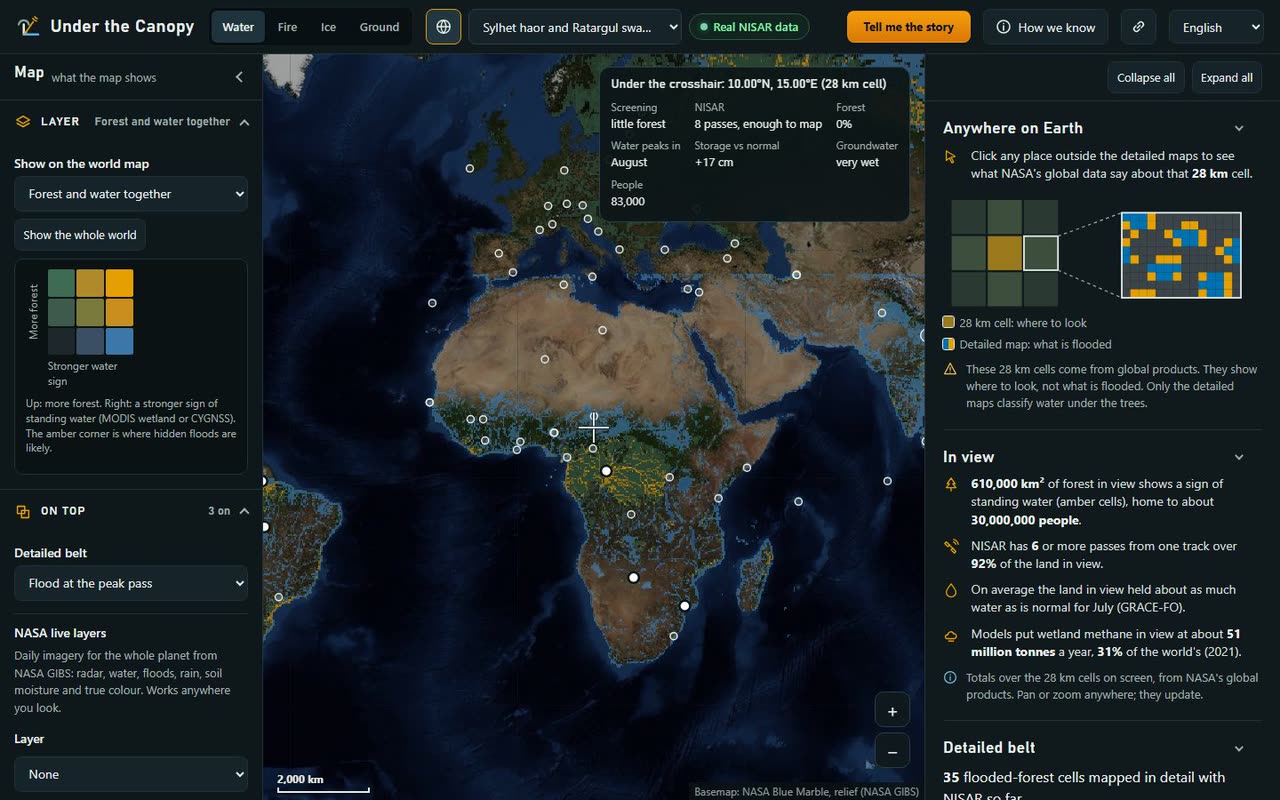 Under the Canopy
Water Fire Ice Ground
Sylhet haor and Ratargul swa...
Real NISAR data
Tell me the story
How we know
English
Map what the map shows
LAYER Forest and water together
Show on the world map
Forest and water together
Show the whole world
More forest
Stronger water
sign
Up: more forest. Right: a stronger sign of
standing water (MODIS wetland or CYGNSS).
The amber corner is where hidden floods are
likely.
ON TOP 3 on
Detailed belt
Flood at the peak pass
NASA live layers
Daily imagery for the whole planet from
NASA GIBS: radar, water, floods, rain, soil
moisture and true colour. Works anywhere
you look.
Layer
None
Under the crosshair: 10.00°N, 15.00°E (28 km cell)
Screening NISAR Forest
little forest 8 passes, enough to map 0%
Water peaks in Storage vs normal Groundwater
August +17 cm very wet
People
83,000
+
−
2,000 km
Basemap: NASA Blue Marble, relief (NASA GIBS)
Collapse all Expand all
Anywhere on Earth
Click any place outside the detailed maps to see
what NASA's global data say about that 28 km cell.
28 km cell: where to look
Detailed map: what is flooded
These 28 km cells come from global products. They show
where to look, not what is flooded. Only the detailed
maps classify water under the trees.
In view
610,000 km² of forest in view shows a sign of
standing water (amber cells), home to about
30,000,000 people.
NISAR has 6 or more passes from one track over
92% of the land in view.
On average the land in view held about as much
water as is normal for July (GRACE-FO).
Models put wetland methane in view at about 51
million tonnes a year, 31% of the world's (2021).
Totals over the 28 km cells on screen, from NASA's global
products. Pan or zoom anywhere; they update.
Detailed belt
35 flooded-forest cells mapped in detail with
NISAR so far